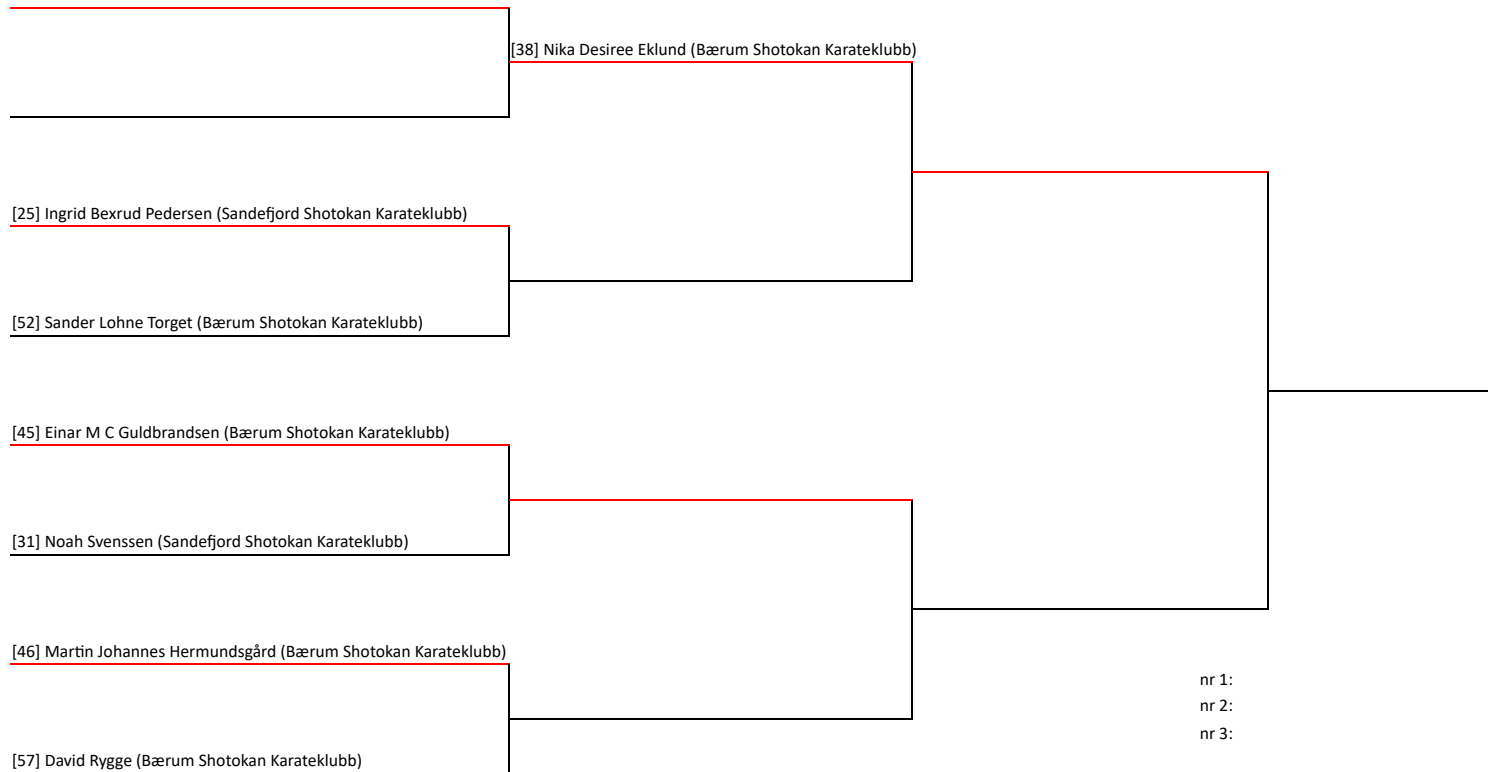 [38] Nika Desiree Eklund (Bærum Shotokan Karateklubb)
[25] Ingrid Bexrud Pedersen (Sandefjord Shotokan Karateklubb)
[52] Sander Lohne Torget (Bærum Shotokan Karateklubb)
[45] Einar M C Guldbrandsen (Bærum Shotokan Karateklubb)
[31] Noah Svenssen (Sandefjord Shotokan Karateklubb)
[46] Martin Johannes Hermundsgård (Bærum Shotokan Karateklubb)
nr 1:
nr 2:
nr 3:
[57] David Rygge (Bærum Shotokan Karateklubb)